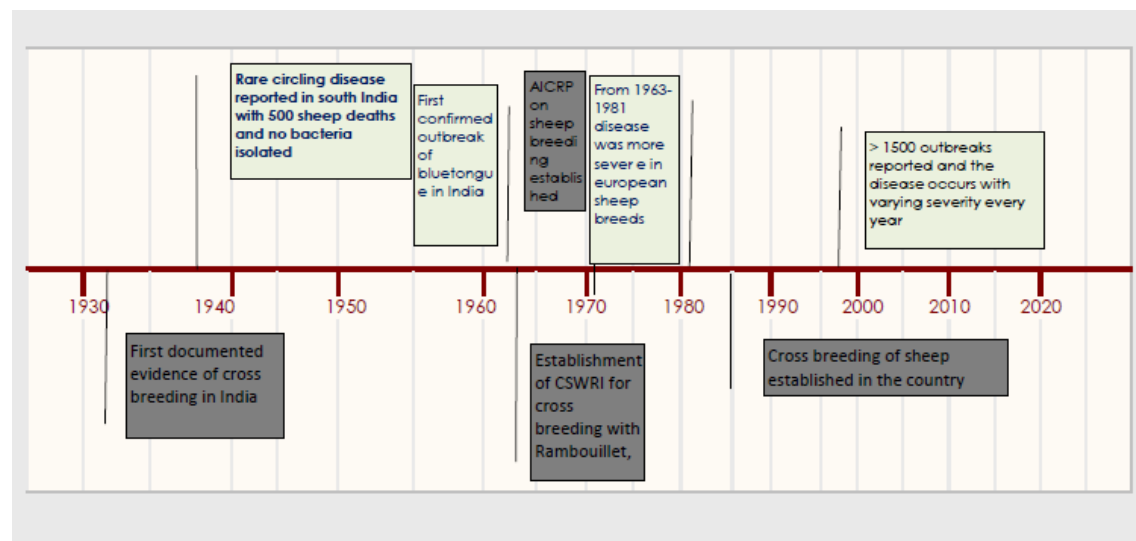 Rare circling disease
reported in south India
with 500 sheep deaths
and no bacteria
isolated
First
confirmed
outbreak
of
bluetongu
e in India
AICRP
on
sheep
breedi
ng
establis
hed
From 1963-
1981
disease
was more
sever e in
european
sheep
breeds
> 1500 outbreaks
reported and the
disease occurs with
varying severity every
year
1930
1940
1950
1960
1970
1980
1990
2000
2010
2020
First documented
evidence of cross
breeding in India
Establishment
of CSWRI for
cross
breeding with
Rambouillet,
Cross breeding of sheep
established in the country